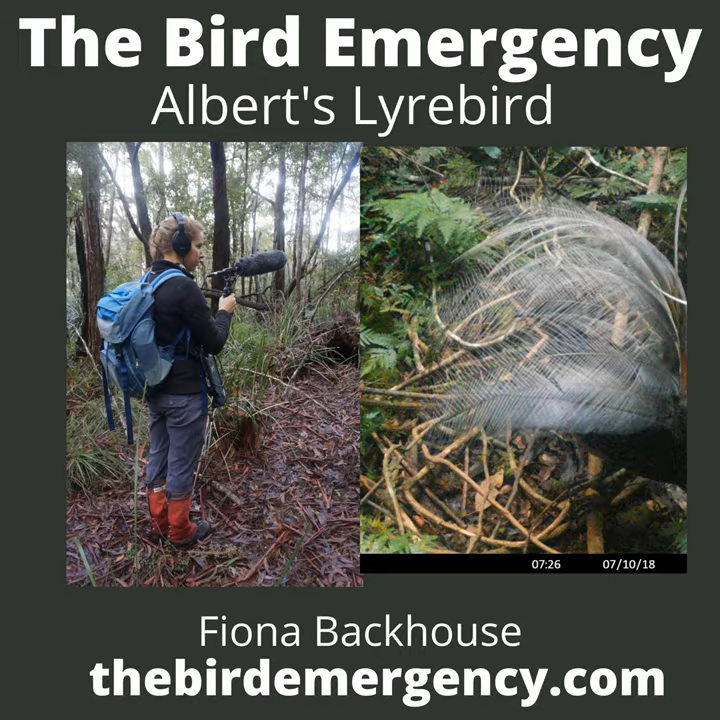 The Bird Emergency
Albert's Lyrebird
07:26 07/10/18
Fiona Backhouse
thebirdemergency.com